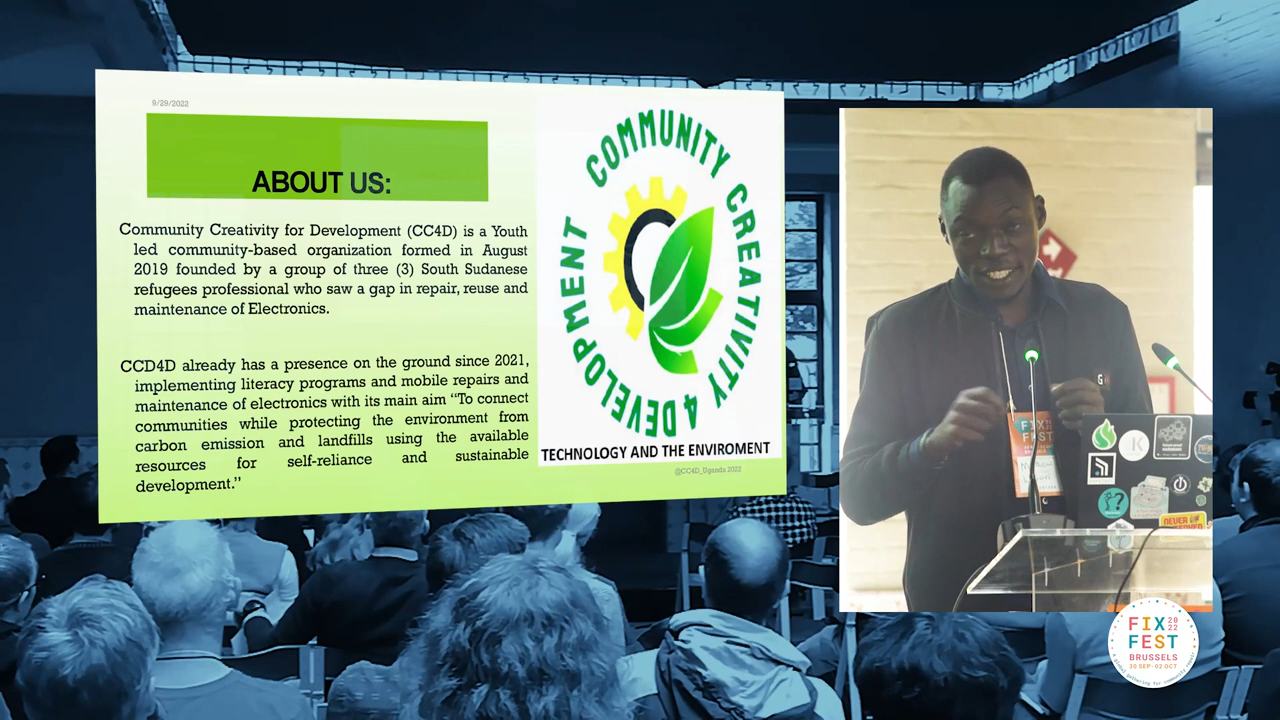 9/29/2022
ABOUT US:
Community Creativity for Development (CC4D) is a Youth
led community-based organization formed in August
2019 founded by a group of three (3) South Sudanese
refugees professional who saw a gap in repair, reuse and
maintenance of Electronics.
CCD4D already has a presence on the ground since 2021,
implementing literacy programs and mobile repairs and
maintenance of electronics with its main aim “To connect
communities while protecting the environment from
carbon emission and landfills using the available
resources for self-reliance and sustainable
development.”
COMMUNITY CREATIVITY 4 DEVELOPMENT
TECHNOLOGY AND THE ENVIROMENT
@CC4D_Uganda 2022
FIX
FEST
K
G
FIX 2022
FEST
BRUSSELS
30 SEP - 02 OCT
a global gathering for community repair